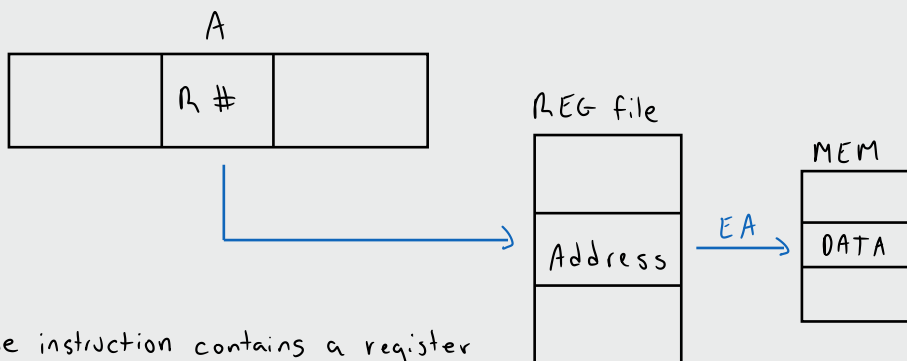 A
R #
REG file
MEM
EA
DATA
Address
instruction contains a register